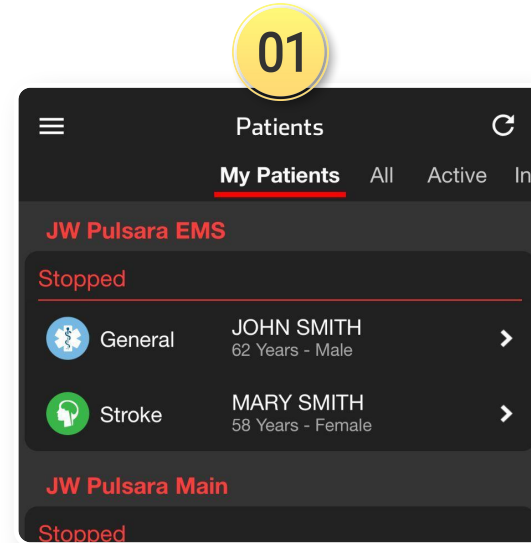 01
Patients
My Patients All Active In
JW Pulsara EMS
Stopped
General JOHN SMITH
62 Years - Male
Stroke MARY SMITH
58 Years - Female
JW Pulsara Main
Stopped